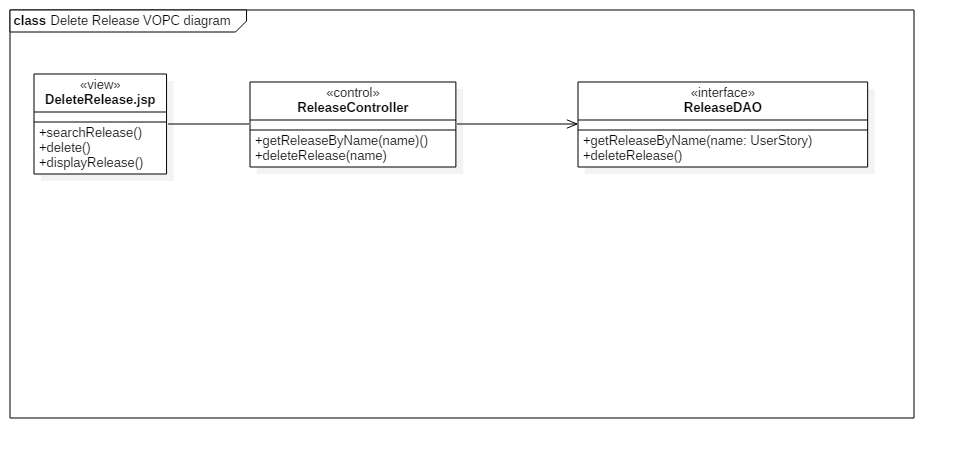 class Delete Release VOPC diagram
«view»
DeleteRelease.jsp
+searchRelease()
+delete()
+displayRelease()
«control»
ReleaseController
+getReleaseByName(name)()
+deleteRelease(name)
«interface»
ReleaseDAO
+getReleaseByName(name: UserStory)
+deleteRelease()